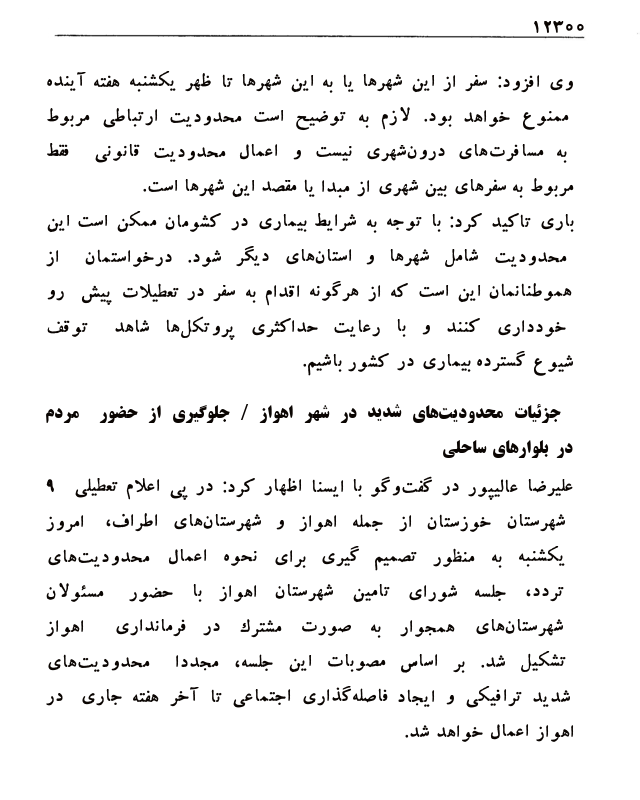 ۱۲۳۰۰
وی افزود: سفر از این شهرها یا به این شهرها تا ظهر یکشنبه هفته آینده
ممنوع خواهد بود. لازم به توضیح است محدودیت ارتباطی مربوط
به مسافرت‌های درون‌شهری نیست و اعمال محدودیت قانونی فقط
مربوط به سفرهای بین شهری از مبدا یا مقصد این شهرها است.
باری تاکید کرد: با توجه به شرایط بیماری در کشومان ممکن است این
محدودیت شامل شهرها و استان‌های دیگر شود. درخواستمان از
هموطنانمان این است که از هرگونه اقدام به سفر در تعطیلات پیش رو
خودداری کنند و با رعایت حداکثری پروتکل‌ها شاهد توقف
شیوع گسترده بیماری در کشور باشیم.
جزئیات محدودیت‌های شدید در شهر اهواز / جلوگیری از حضور مردم
در بلوارهای ساحلی
علیرضا عالیپور در گفت‌وگو با ایسنا اظهار کرد: در پی اعلام تعطیلی ۹
شهرستان خوزستان از جمله اهواز و شهرستان‌های اطراف، امروز
یکشنبه به منظور تصمیم گیری برای نحوه اعمال محدودیت‌های
تردد، جلسه شورای تامین شهرستان اهواز با حضور مسئولان
شهرستان‌های همجوار به صورت مشترك در فرمانداری اهواز
تشکیل شد. بر اساس مصوبات این جلسه، مجددا محدودیت‌های
شدید ترافیکی و ایجاد فاصله‌گذاری اجتماعی تا آخر هفته جاری در
اهواز اعمال خواهد شد.